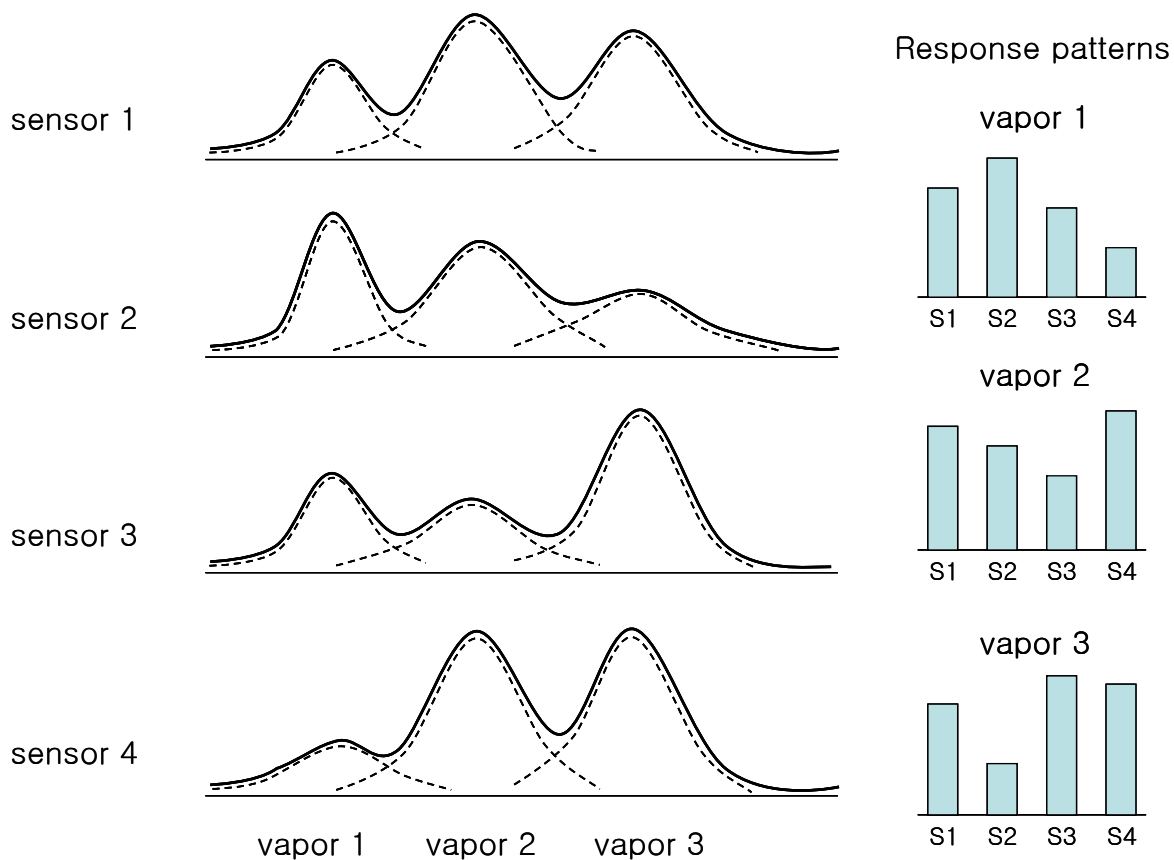 sensor 1
sensor 2
sensor 3
sensor 4
vapor 1 vapor 2 vapor 3
Response patterns
vapor 1
S1 S2 S3 S4
vapor 2
S1 S2 S3 S4
vapor 3
S1 S2 S3 S4